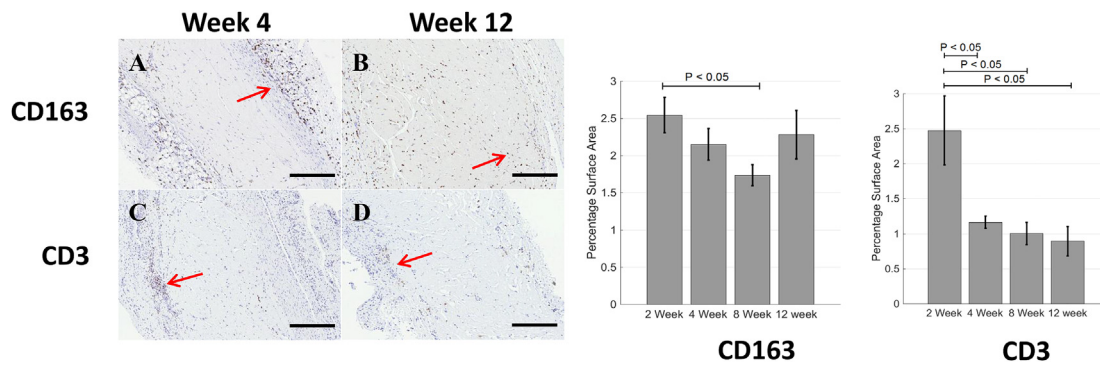 Week 4
Week 12
CD163
A
B
CD3
C
D
P < 0.05
Percentage Surface Area
3
2.5
2
1.5
1
0.5
0
2 Week
4 Week
8 Week
12 week
CD163
P < 0.05
P < 0.05
P < 0.05
Percentage Surface Area
3
2.5
2
1.5
1
0.5
0
2 Week
4 Week
8 Week
12 week
CD3